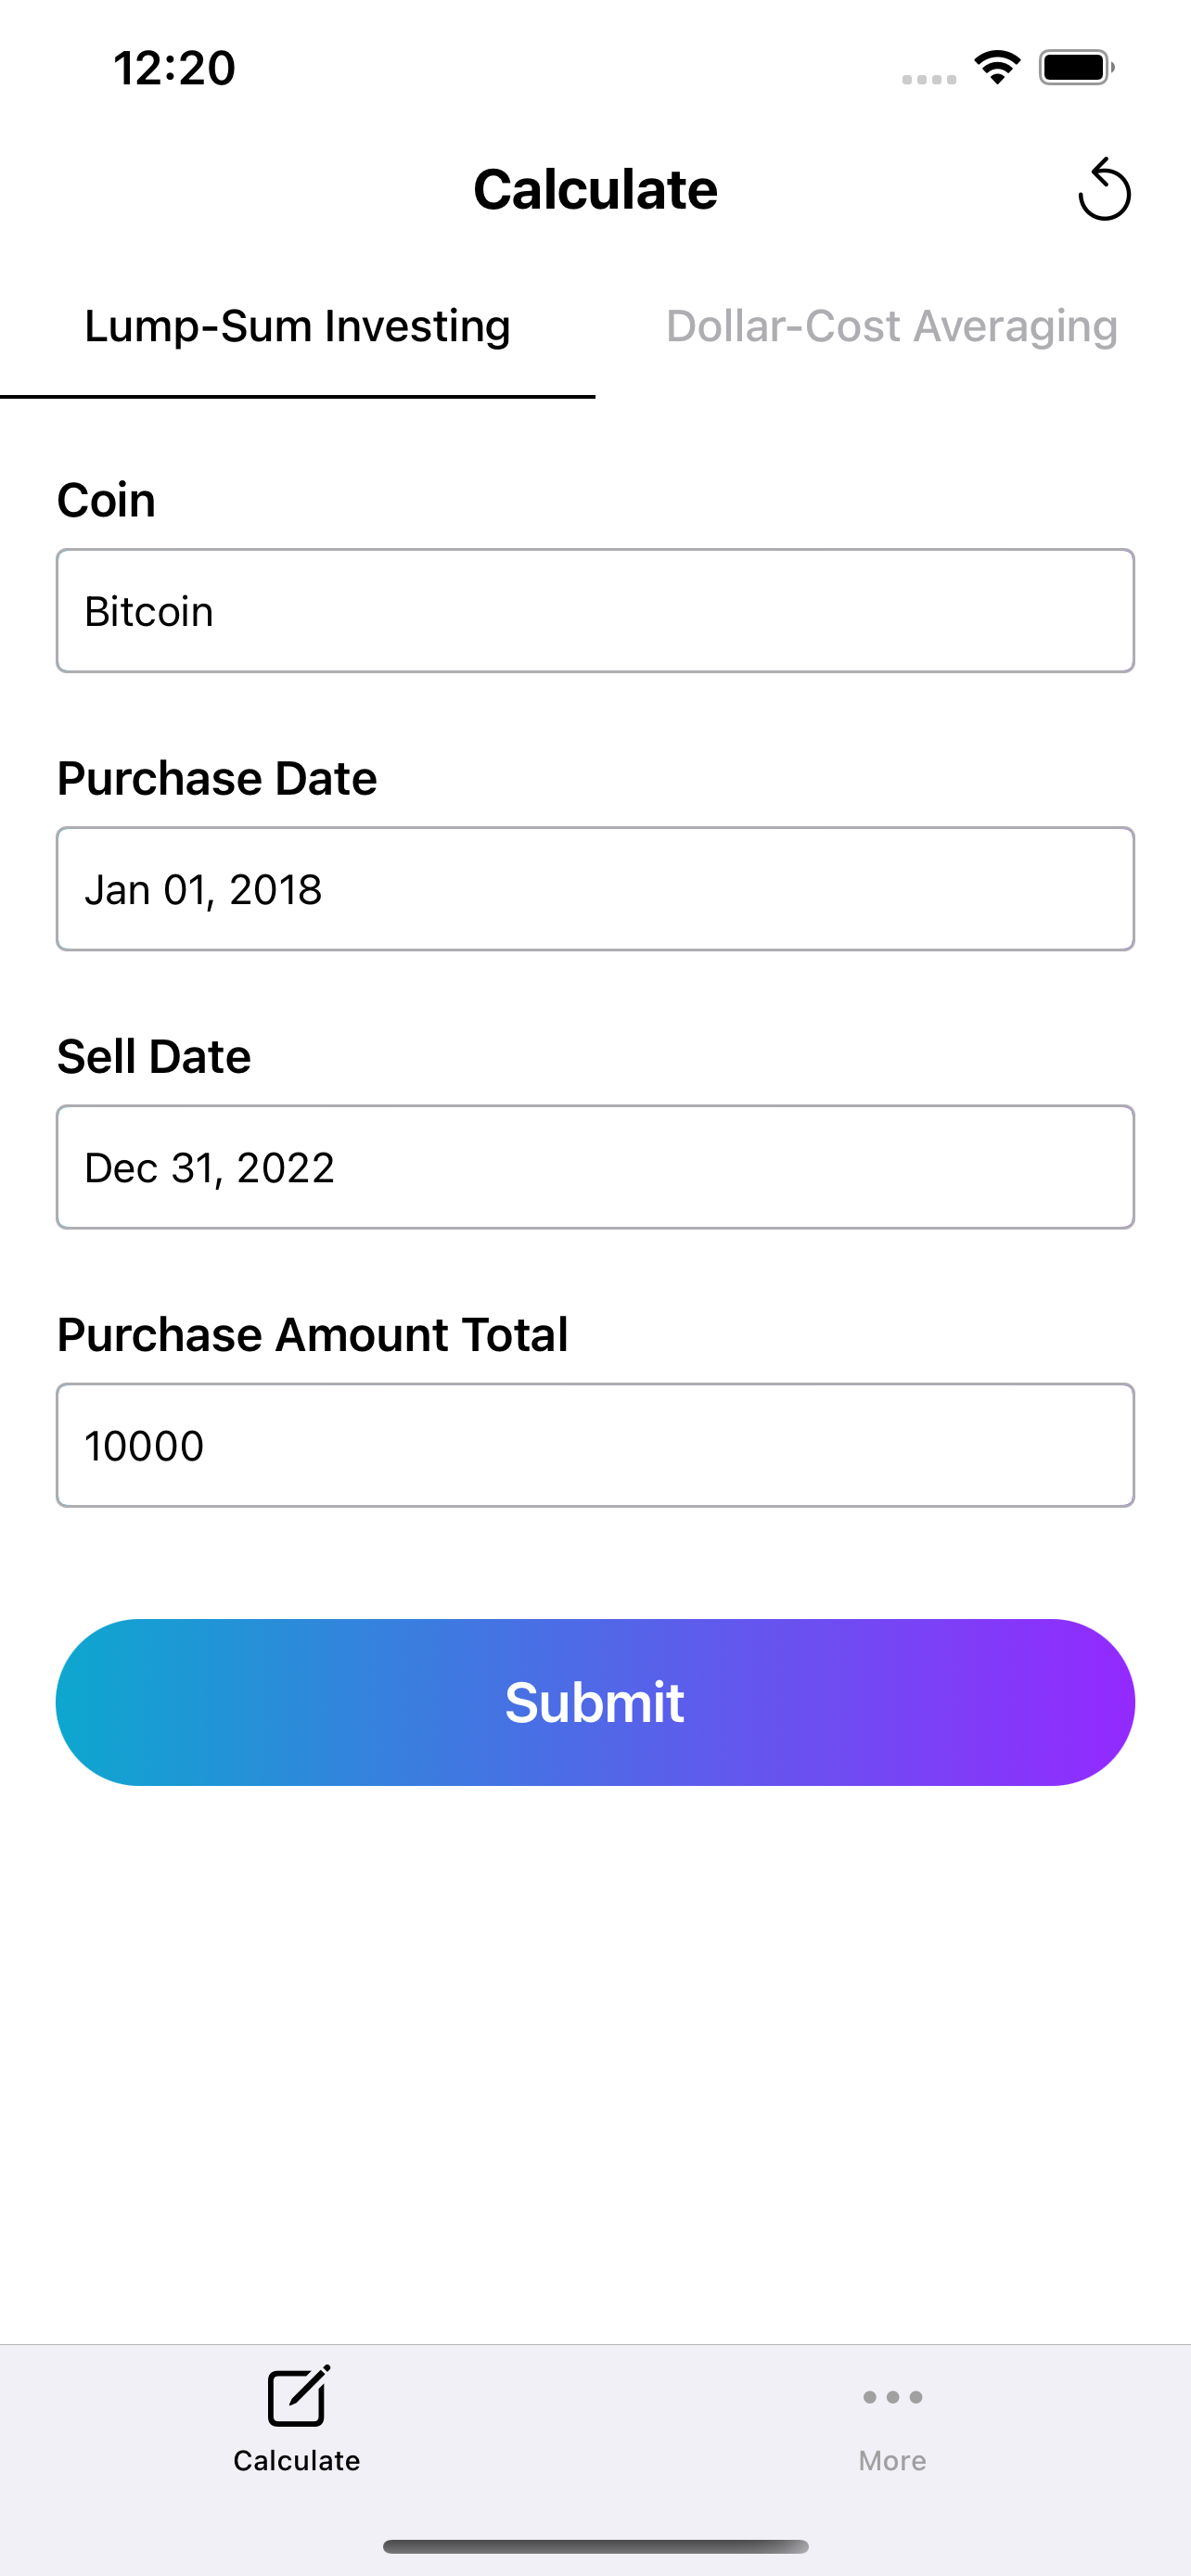 12:20
Calculate
Lump-Sum Investing Dollar-Cost Averaging
Coin
Bitcoin
Purchase Date
Jan 01, 2018
Sell Date
Dec 31, 2022
Purchase Amount Total
10000
Submit
Calculate More